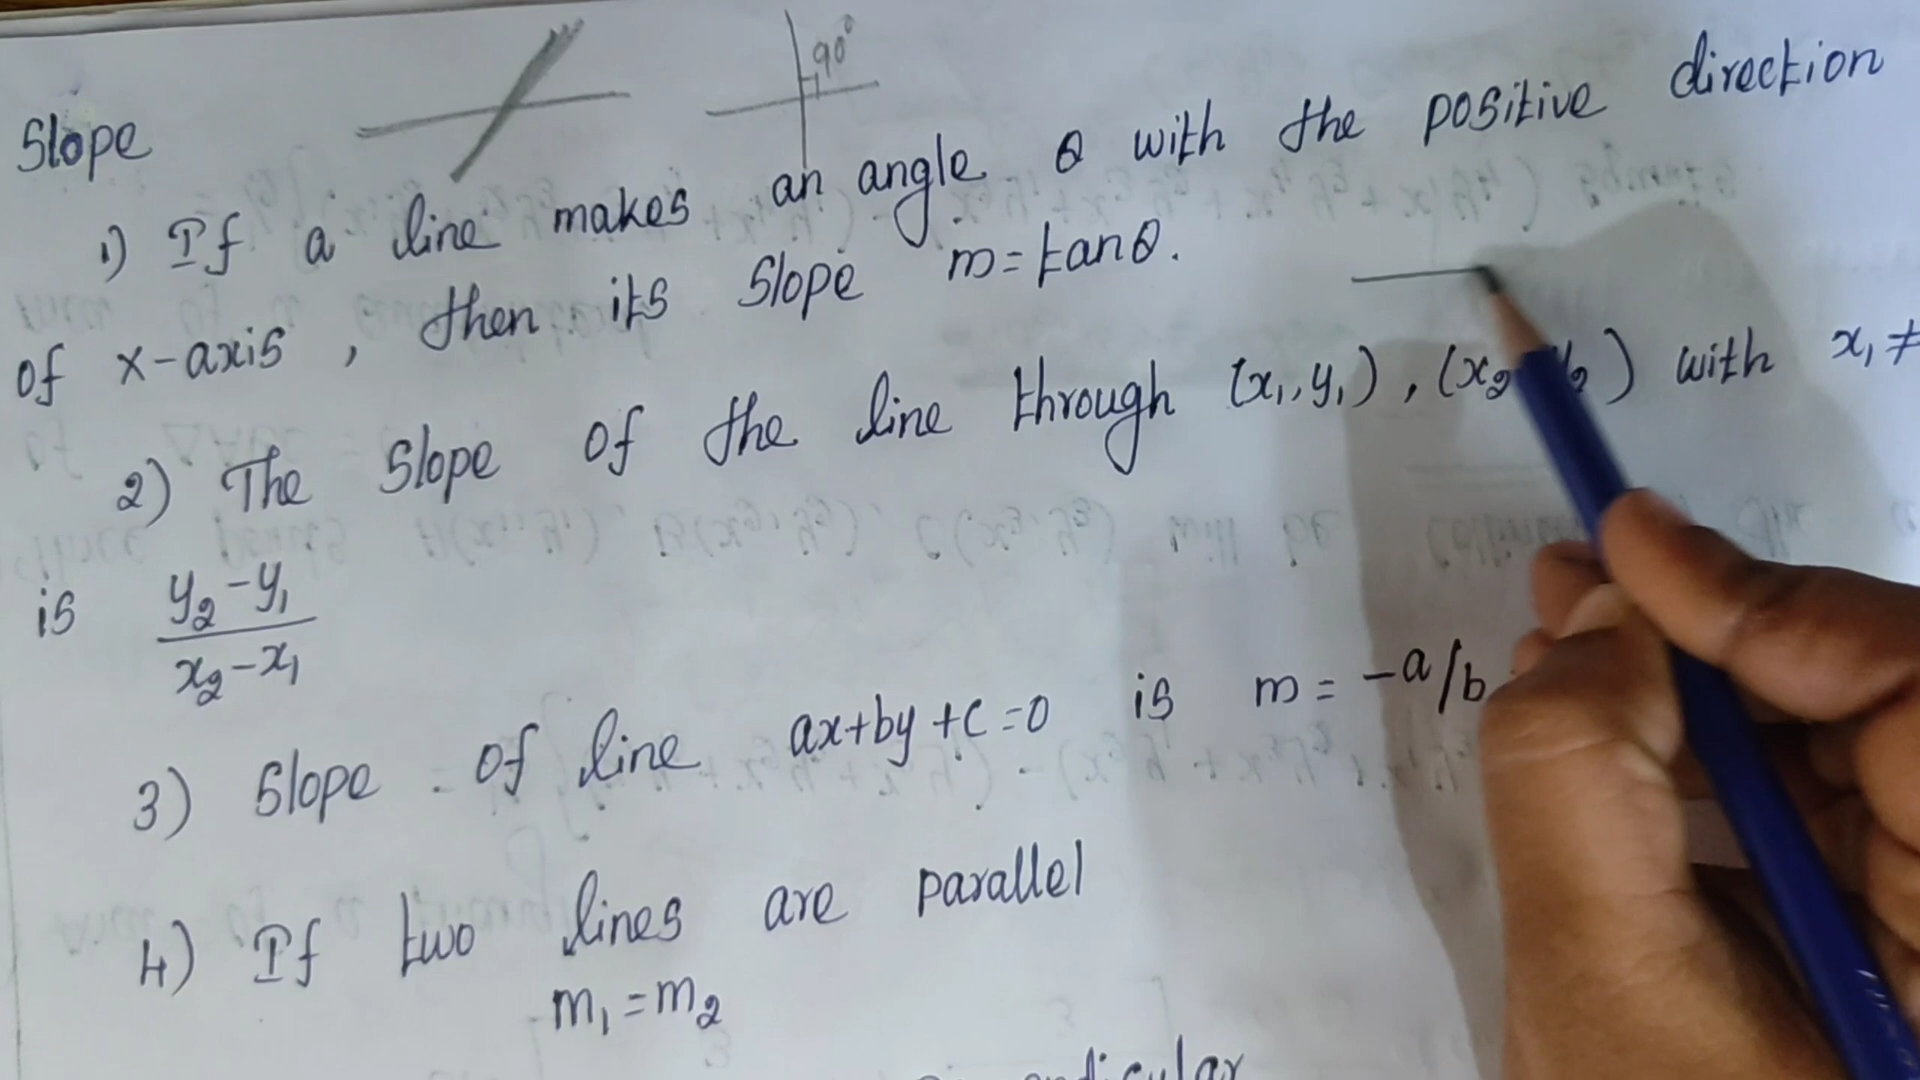 90°
Slope
1) If a line makes an angle θ with the positive direction
of x-axis, then its slope m=tanθ.
2) The slope of the line through (x₁,y₁), (x₂, y₂) with x₁ ≠
is y₂-y₁ / x₂-x₁
3) Slope of line ax+by+c=0 is m = -a/b
4) If two lines are parallel
m₁=m₂